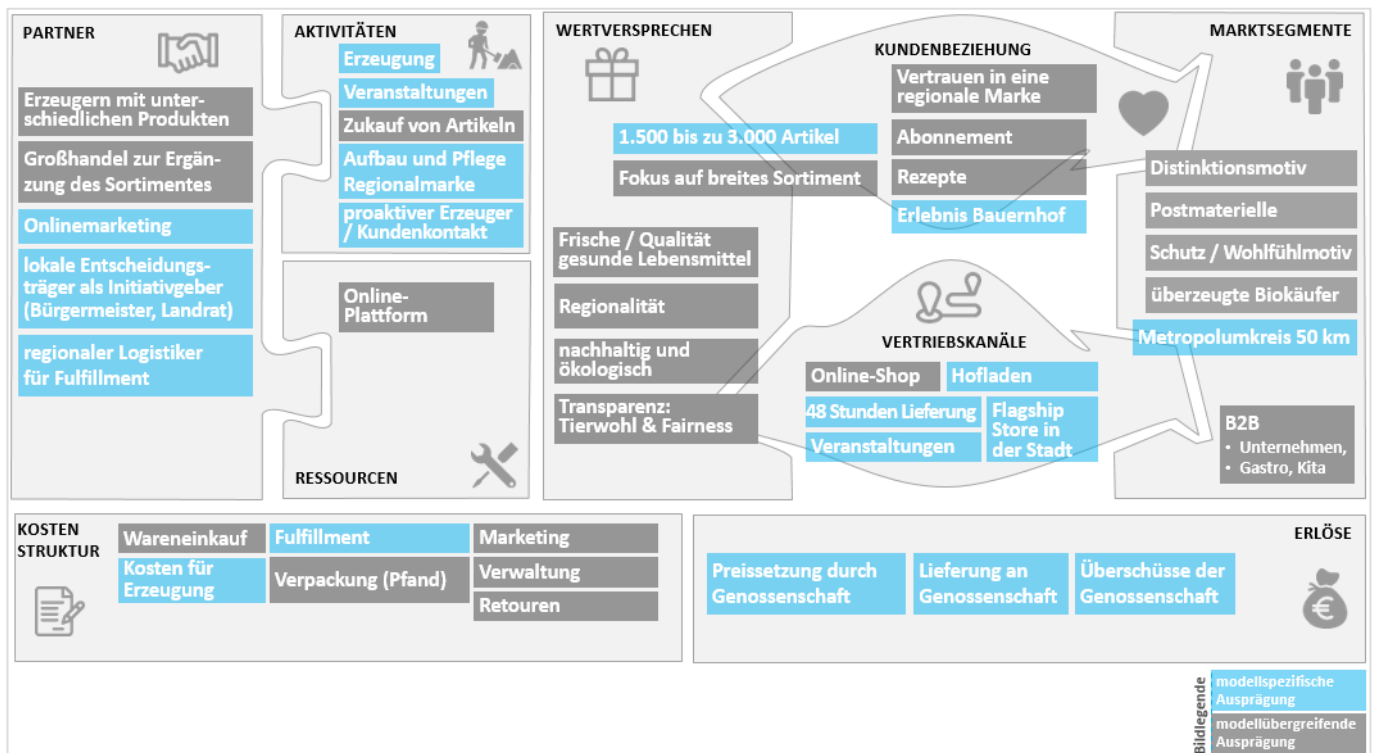 PARTNER
Erzeugern mit unter-
schiedlichen Produkten
Großhandel zur Ergän-
zung des Sortimentes
Onlinemarketing
lokale Entscheidungs-
träger als Initiativgeber
(Bürgermeister, Landrat)
regionaler Logistiker
für Fulfillment
AKTIVITÄTEN
Erzeugung
Veranstaltungen
Zukauf von Artikeln
Aufbau und Pflege
Regionalmarke
proaktiver Erzeuger
/ Kundenkontakt
Online-
Plattform
RESSOURCEN
WERTVERSPRECHEN
1.500 bis zu 3.000 Artikel
Fokus auf breites Sortiment
Frische / Qualität
gesunde Lebensmittel
Regionalität
nachhaltig und
ökologisch
Transparenz:
Tierwohl & Fairness
KUNDENBEZIEHUNG
Vertrauen in eine
regionale Marke
Abonnement
Rezepte
Erlebnis Bauernhof
VERTRIEBSKANÄLE
Online-Shop
Hofladen
48 Stunden Lieferung
Veranstaltungen
Flagship
Store in
der Stadt
MARKTSEGMENTE
Distinktionsmotiv
Postmaterielle
Schutz / Wohlfühlmotiv
überzeugte Biokäufer
Metropolumkreis 50 km
B2B
• Unternehmen,
• Gastro, Kita
KOSTEN
STRUKTUR
Wareneinkauf
Kosten für
Erzeugung
Fulfillment
Verpackung (Pfand)
Marketing
Verwaltung
Retouren
ERLÖSE
Preissetzung durch
Genossenschaft
Lieferung an
Genossenschaft
Überschüsse der
Genossenschaft
€
Bildlegende
modellspezifische
Ausprägung
modellübergreifende
Ausprägung